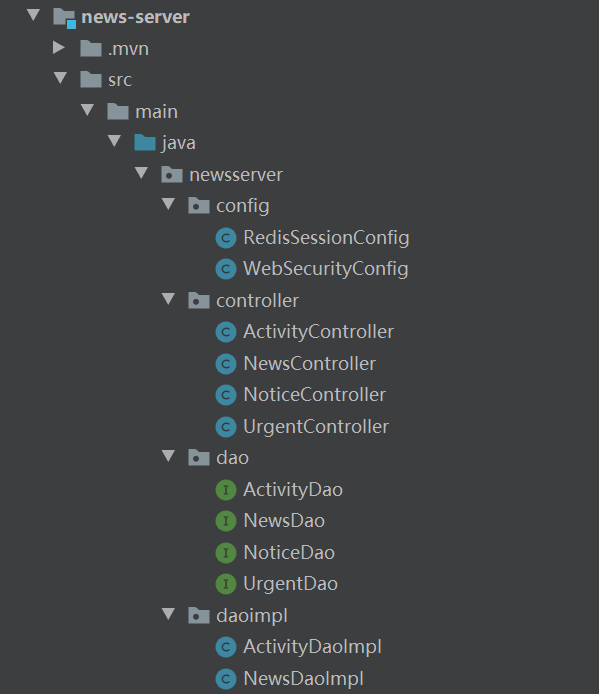 news-server
.mvn
src
main
java
newsserver
config
C RedisSessionConfig
C WebSecurityConfig
controller
C ActivityController
C NewsController
C NoticeController
C UrgentController
dao
I ActivityDao
I NewsDao
I NoticeDao
I UrgentDao
daoimpl
C ActivityDaoImpl
C NewsDaoImpl